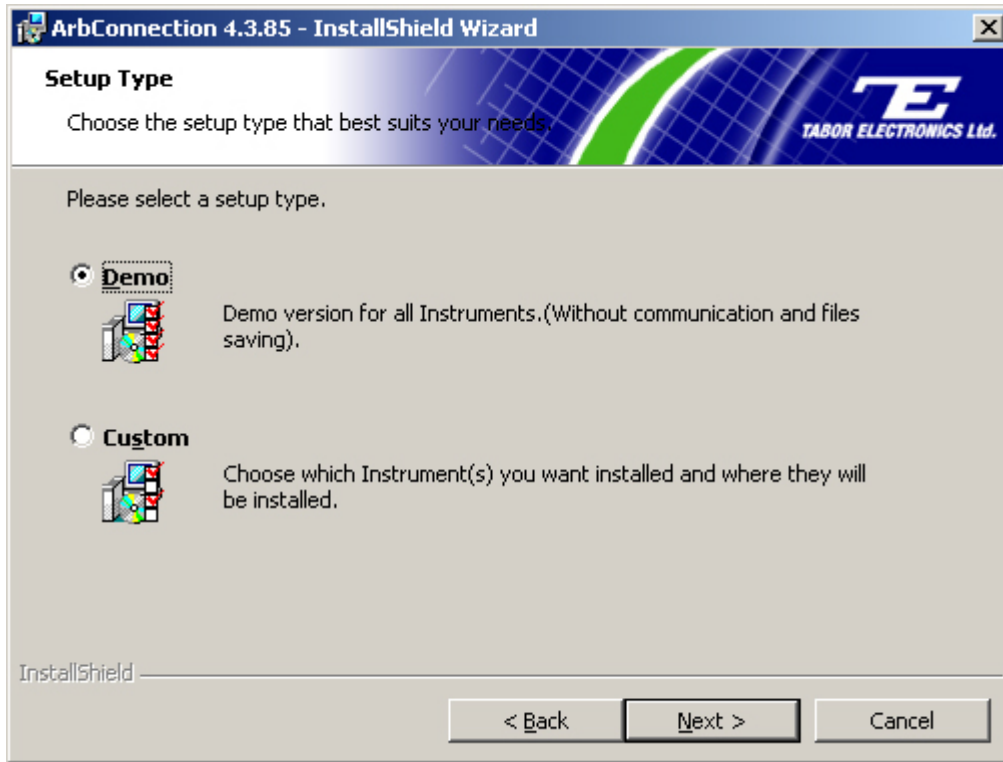 ArbConnection 4.3.85 - InstallShield Wizard
Setup Type
Choose the setup type that best suits your needs.
TE
TABOR ELECTRONICS Ltd.
Please select a setup type.
Demo
Demo version for all Instruments.(Without communication and files
saving).
Custom
Choose which Instrument(s) you want installed and where they will
be installed.
InstallShield
< Back
Next >
Cancel